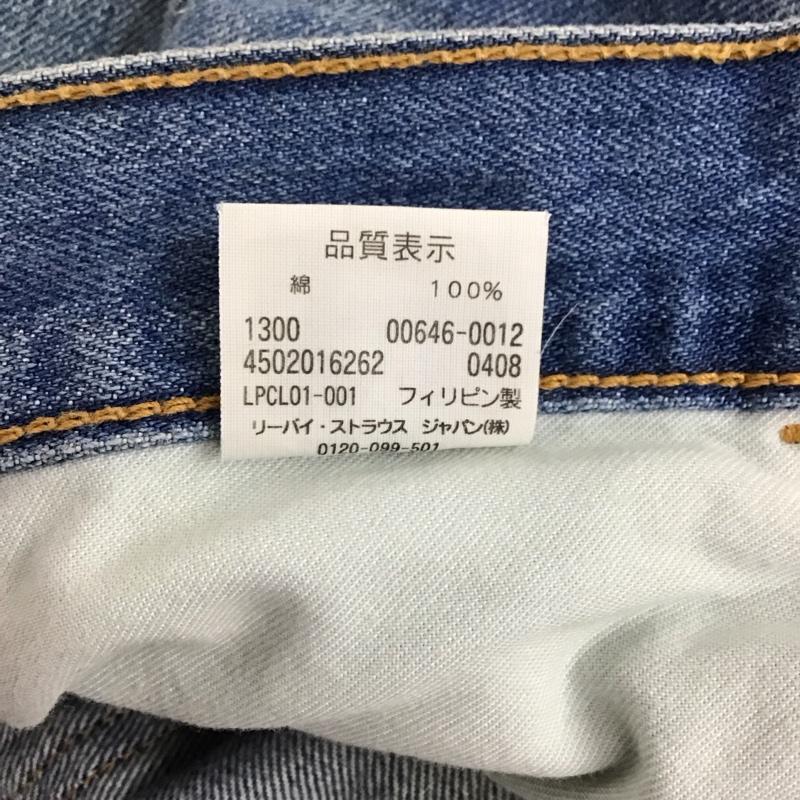 品質表示
綿 100%
1300 00646-0012
4502016262 0408
LPCL01-001 フィリピン製
リーバイ・ストラウス ジャパン(株)
0120-099-501